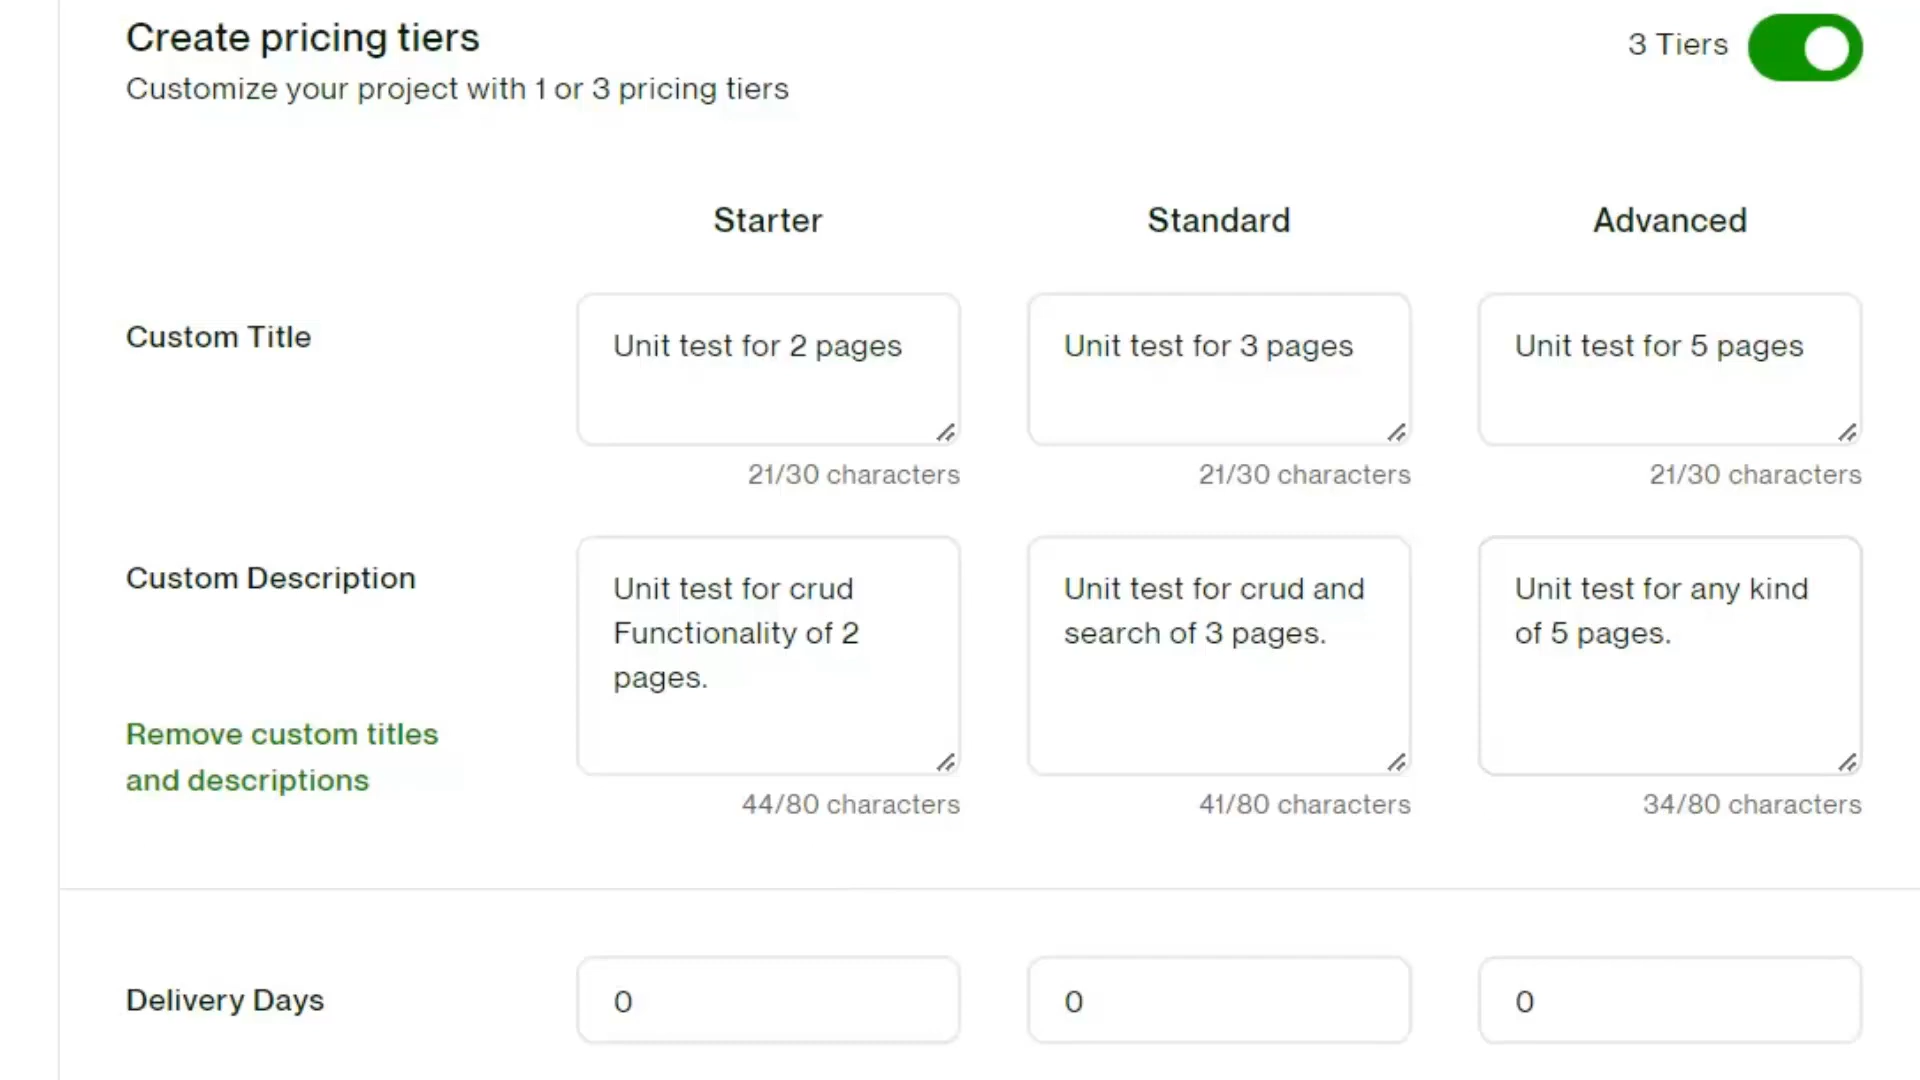 Create pricing tiers
3 Tiers
Customize your project with 1 or 3 pricing tiers
Starter
Standard
Advanced
Custom Title
Unit test for 2 pages
Unit test for 3 pages
Unit test for 5 pages
21/30 characters
21/30 characters
21/30 characters
Custom Description
Unit test for crud
Functionality of 2
pages.
Unit test for crud and
search of 3 pages.
Unit test for any kind
of 5 pages.
Remove custom titles
and descriptions
44/80 characters
41/80 characters
34/80 characters
Delivery Days
0
0
0